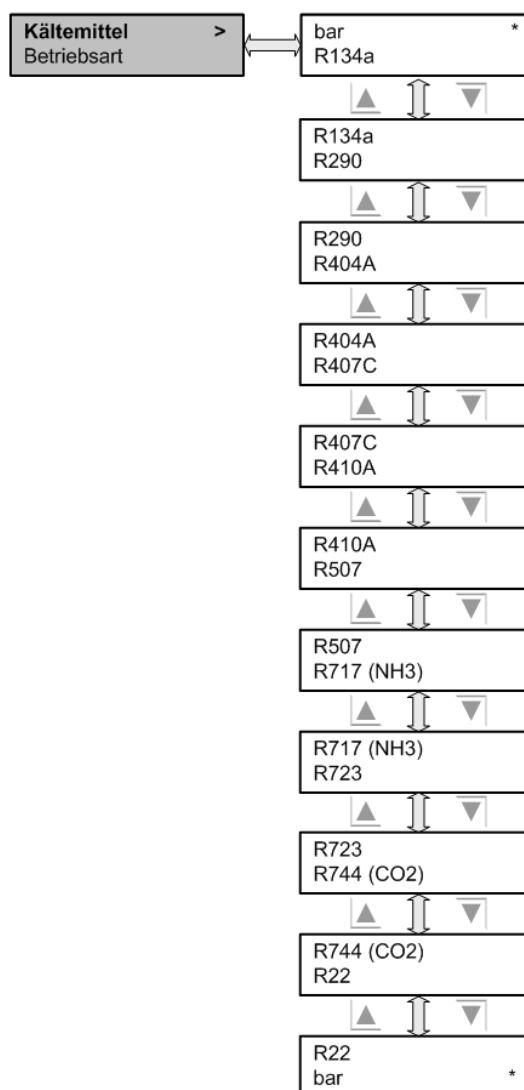 Kältemittel >
Betriebsart
bar *
R134a
R134a
R290
R290
R404A
R404A
R407C
R407C
R410A
R410A
R507
R507
R717 (NH3)
R717 (NH3)
R723
R723
R744 (CO2)
R744 (CO2)
R22
R22
bar *